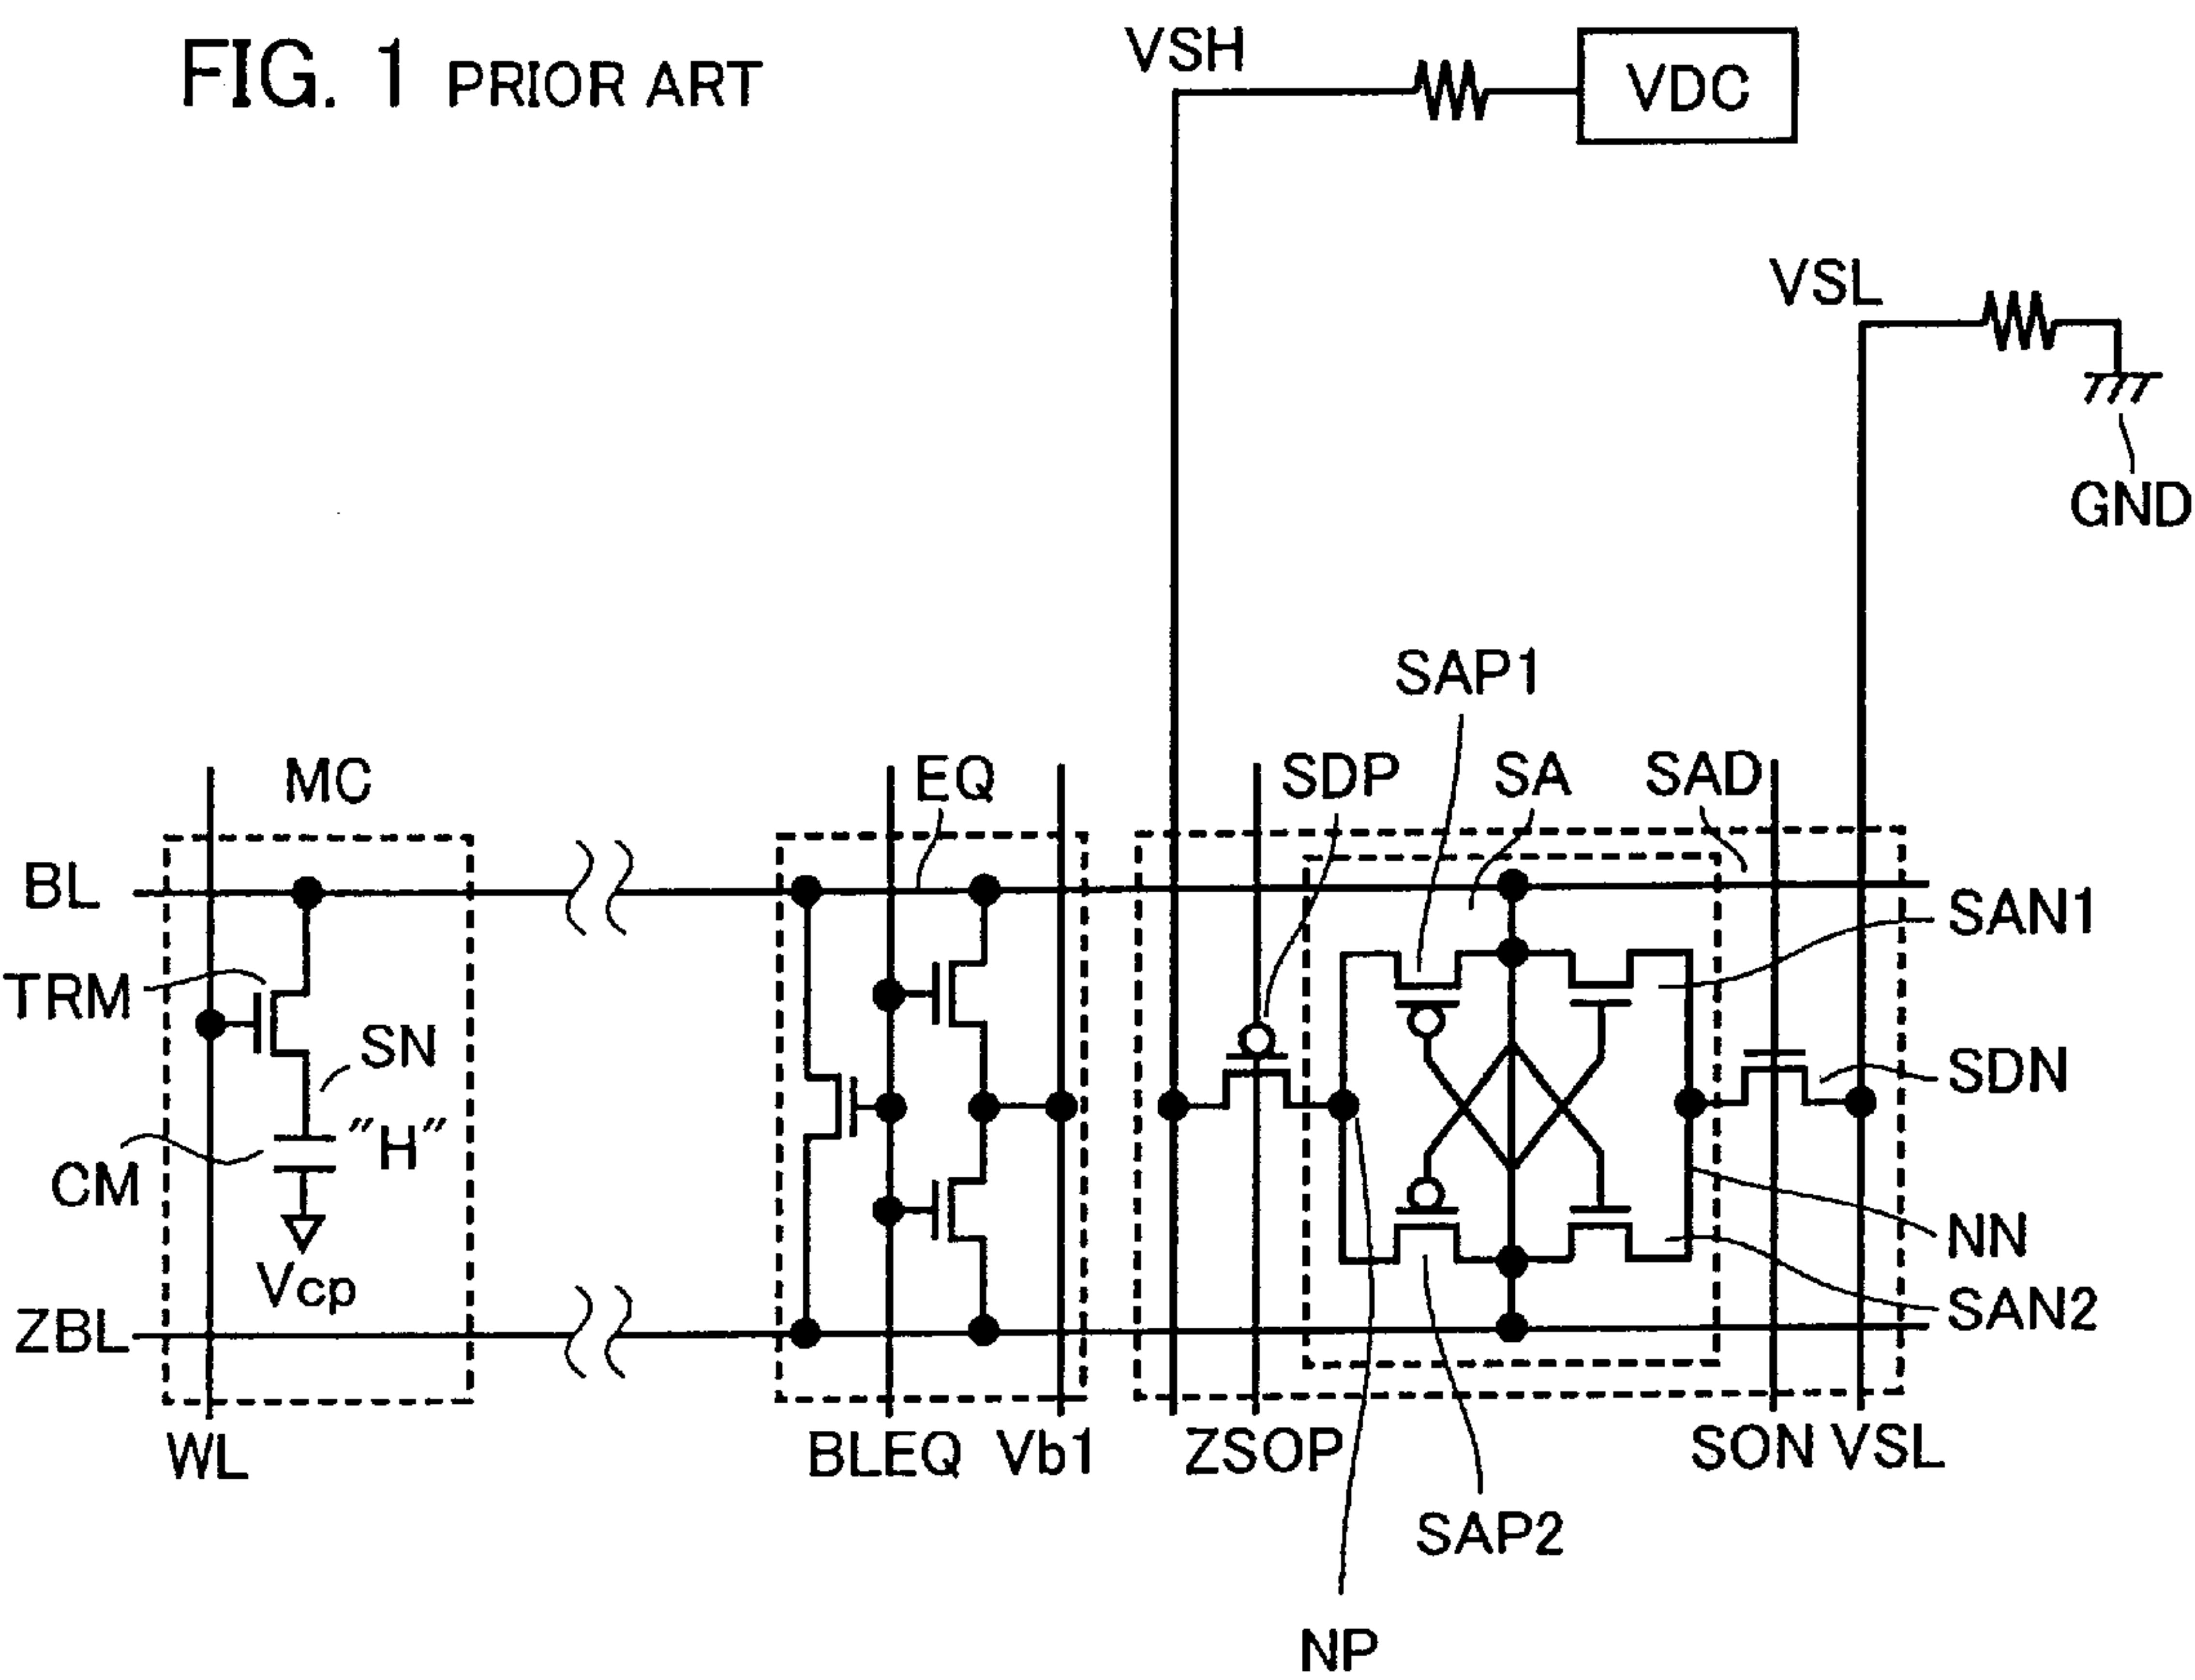 FIG. 1 PRIOR ART
VSH
VDC
VSL
GND
SAP1
MC
EQ
SDP
SA
SAD
BL
SAN1
TRM
SN
SDN
"H"
CM
NN
Vcp
ZBL
SAN2
WL
BLEQ
Vb1
ZSOP
SON
VSL
SAP2
NP